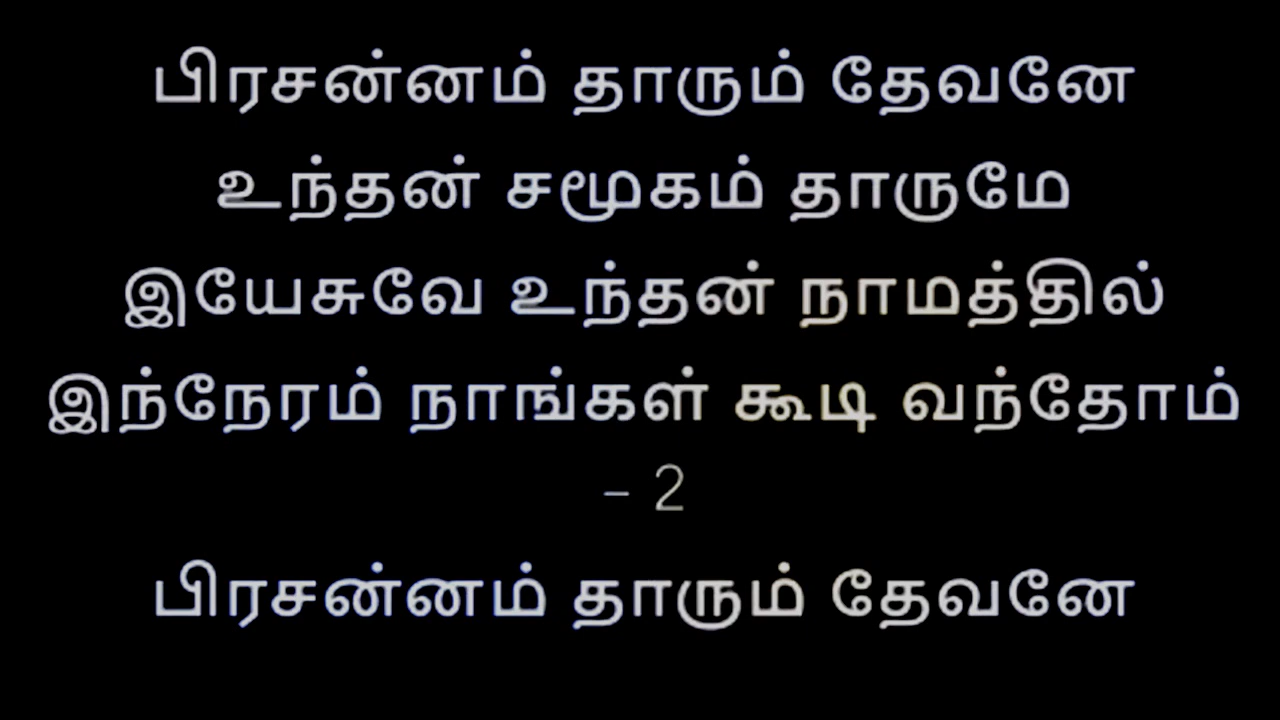 பிரசன்னம் தாரும் தேவனே
உந்தன் சமூகம் தாருமே
இயேசுவே உந்தன் நாமத்தில்
இந்நேரம் நாங்கள் கூடி வந்தோம்
- 2
பிரசன்னம் தாரும் தேவனே